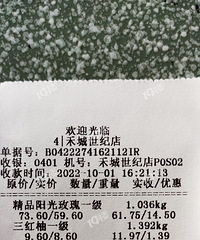 欢迎光临
4|禾城世纪店
单据号: B0422274162112IR
收银: 0401 机号: 禾城世纪店POS02
收款时间: 2022-10-01 16:21:13
原价/实价 数量/重量 实收/优惠
精品阳光玫瑰一级 1.036kg
73.60/59.60 61.75/14.50
三红柚一级 1.392kg
9.60/8.60 11.97/1.39